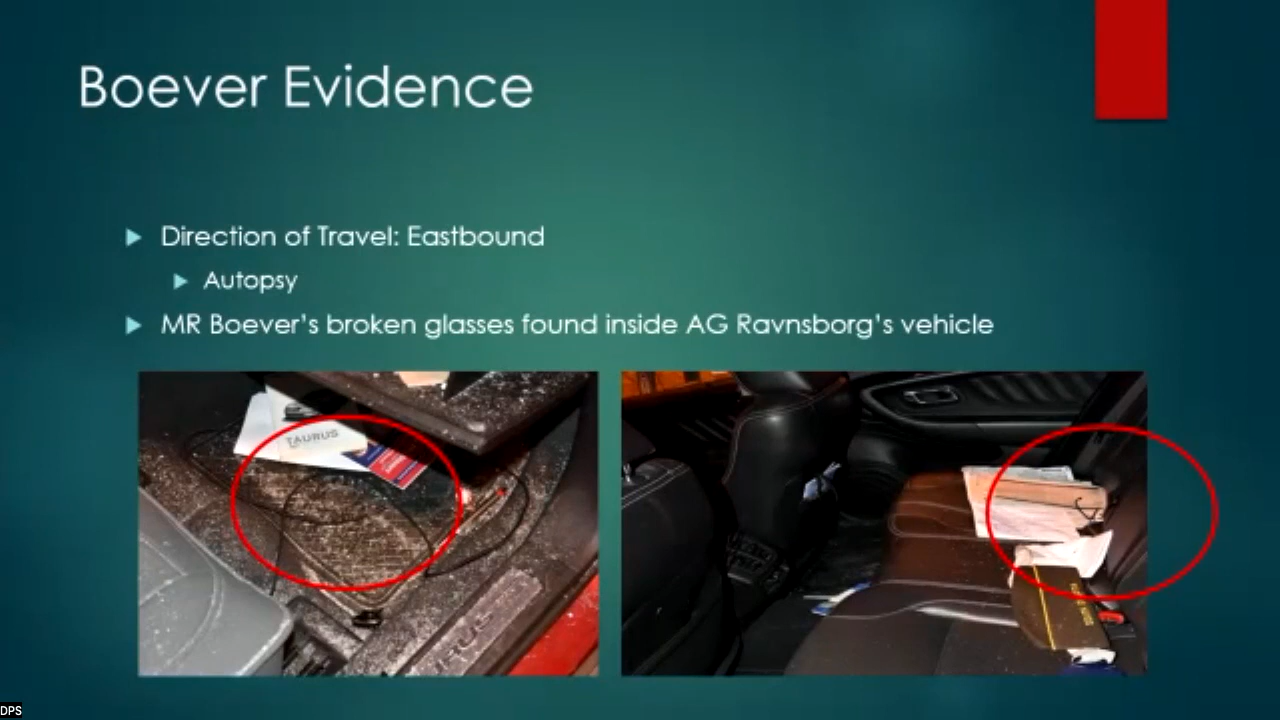 Boever Evidence
Direction of Travel: Eastbound
Autopsy
MR Boever's broken glasses found inside AG Ravnsborg's vehicle
TAURUS
DPS